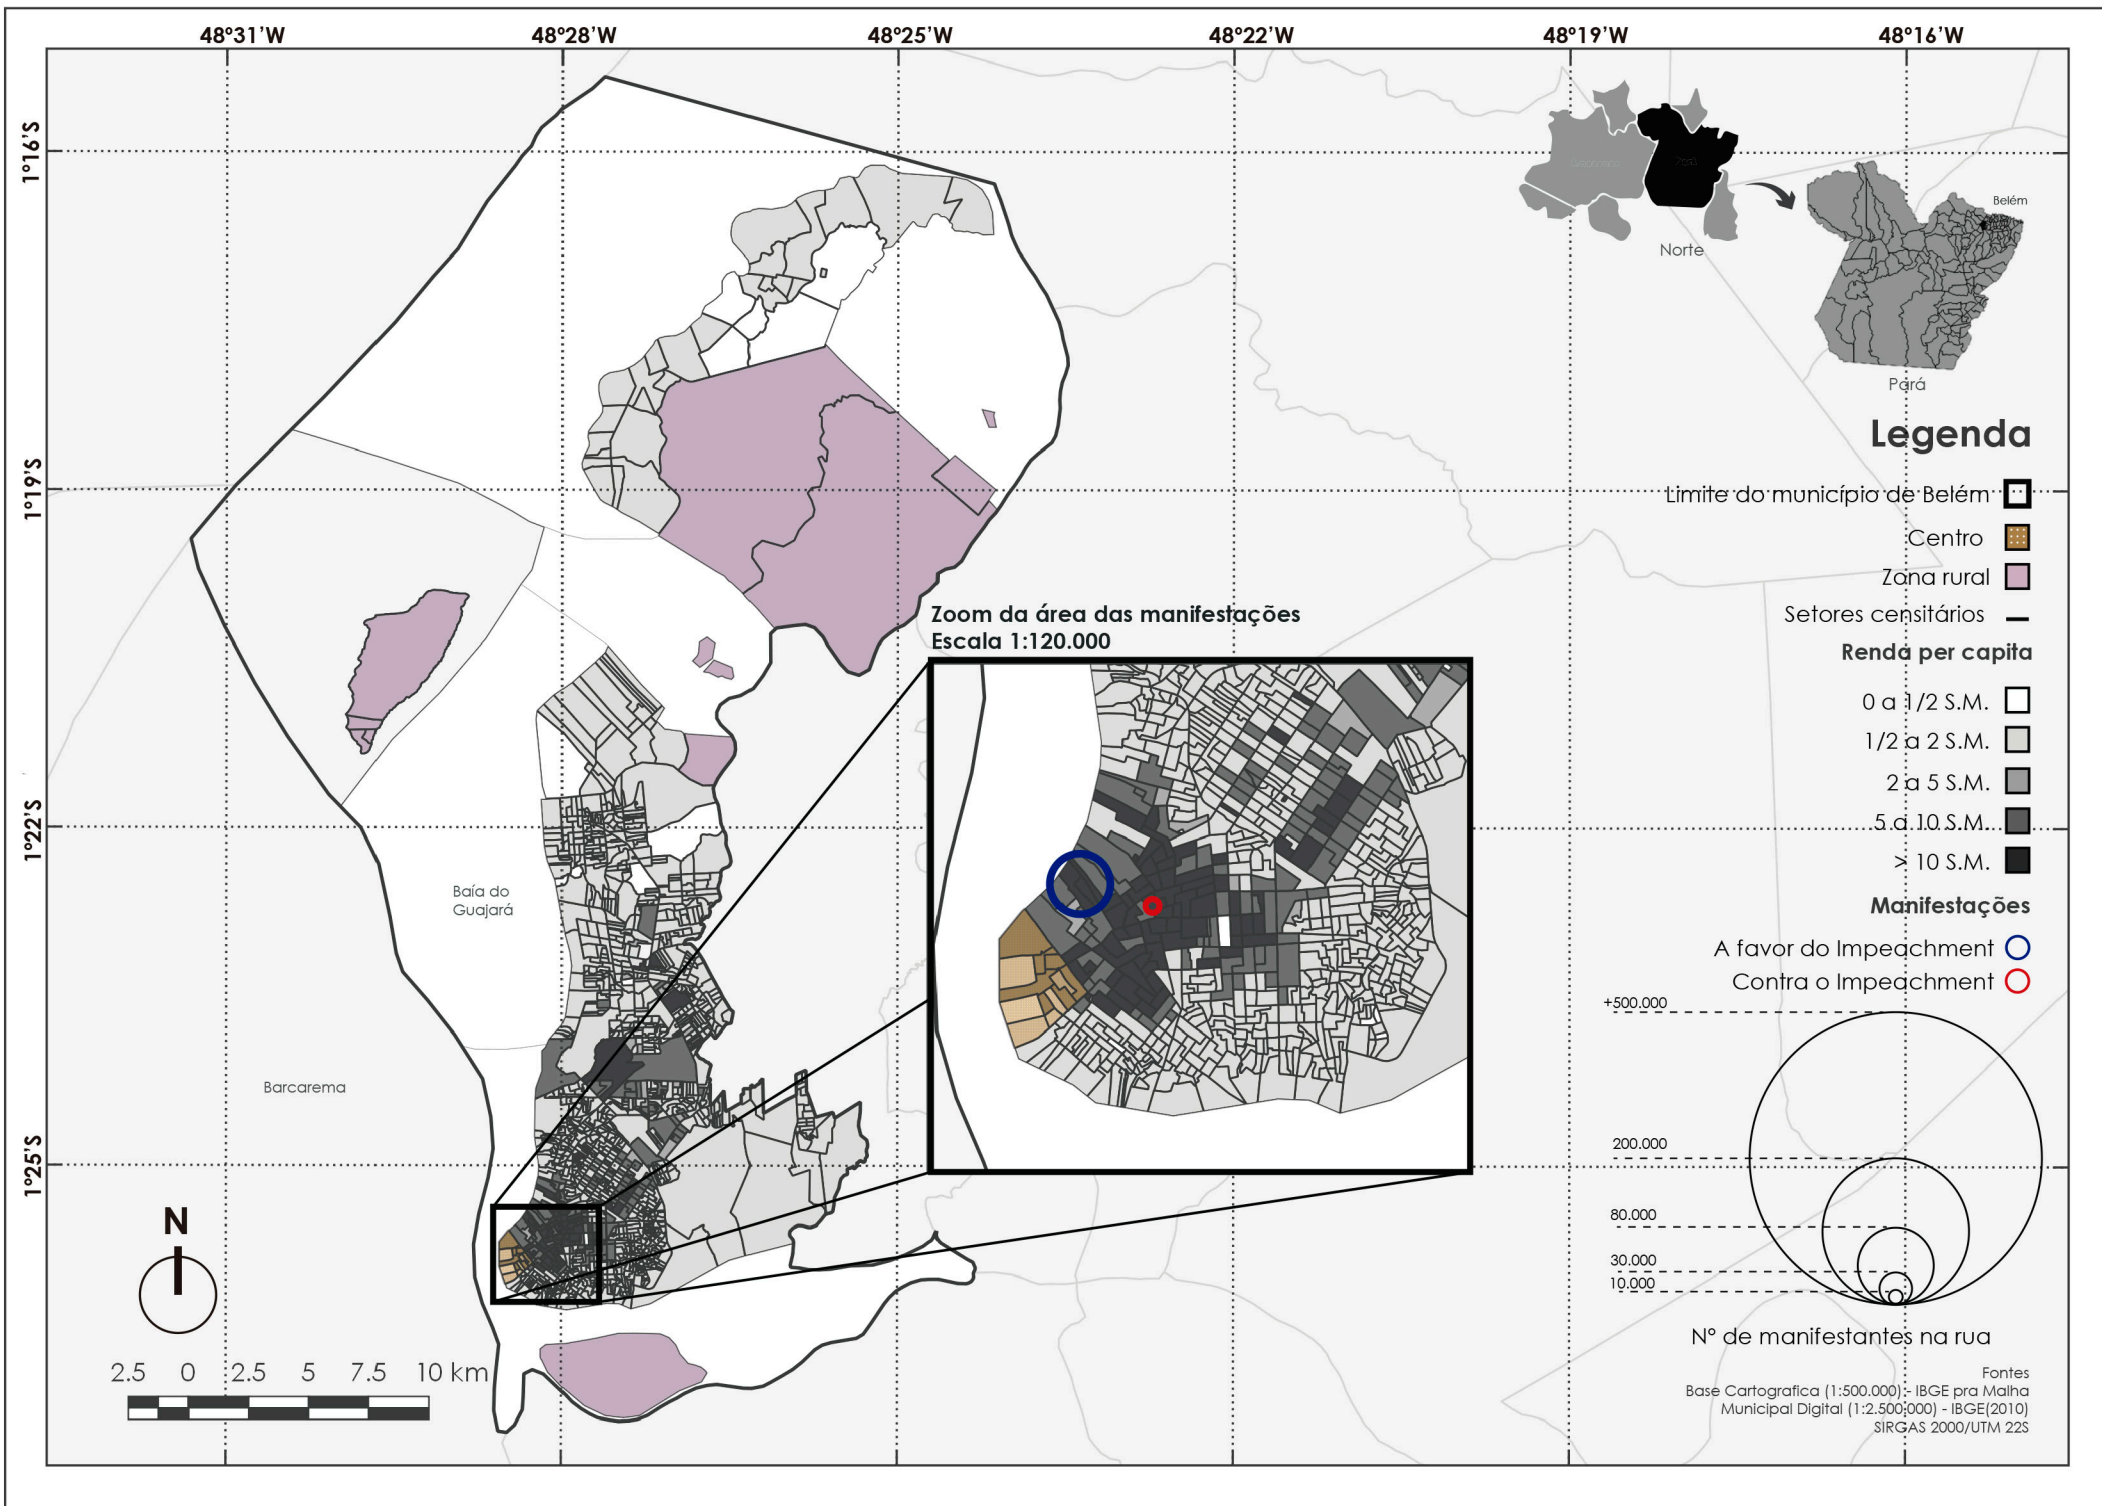 48°31'W
48°28'W
48°25'W
48°22'W
48°19'W
48°16'W
1°16'S
1°19'S
1°22'S
1°25'S
Norte
Belém
Pará
Legenda
Limite do município de Belém
Centro
Zona rural
Setores censitários
Renda per capita
0 a 1/2 S.M.
1/2 a 2 S.M.
2 a 5 S.M.
5 a 10 S.M.
> 10 S.M.
Manifestações
A favor do Impeachment
Contra o Impeachment
+500.000
200.000
80.000
30.000
10.000
N° de manifestantes na rua
Fontes
Base Cartografica (1:500.000) - IBGE pra Malha
Municipal Digital (1:2.500.000) - IBGE(2010)
SIRGAS 2000/UTM 22S
Zoom da área das manifestações
Escala 1:120.000
Baía do
Guajará
Barcarema
N
2.5 0 2.5 5 7.5 10 km